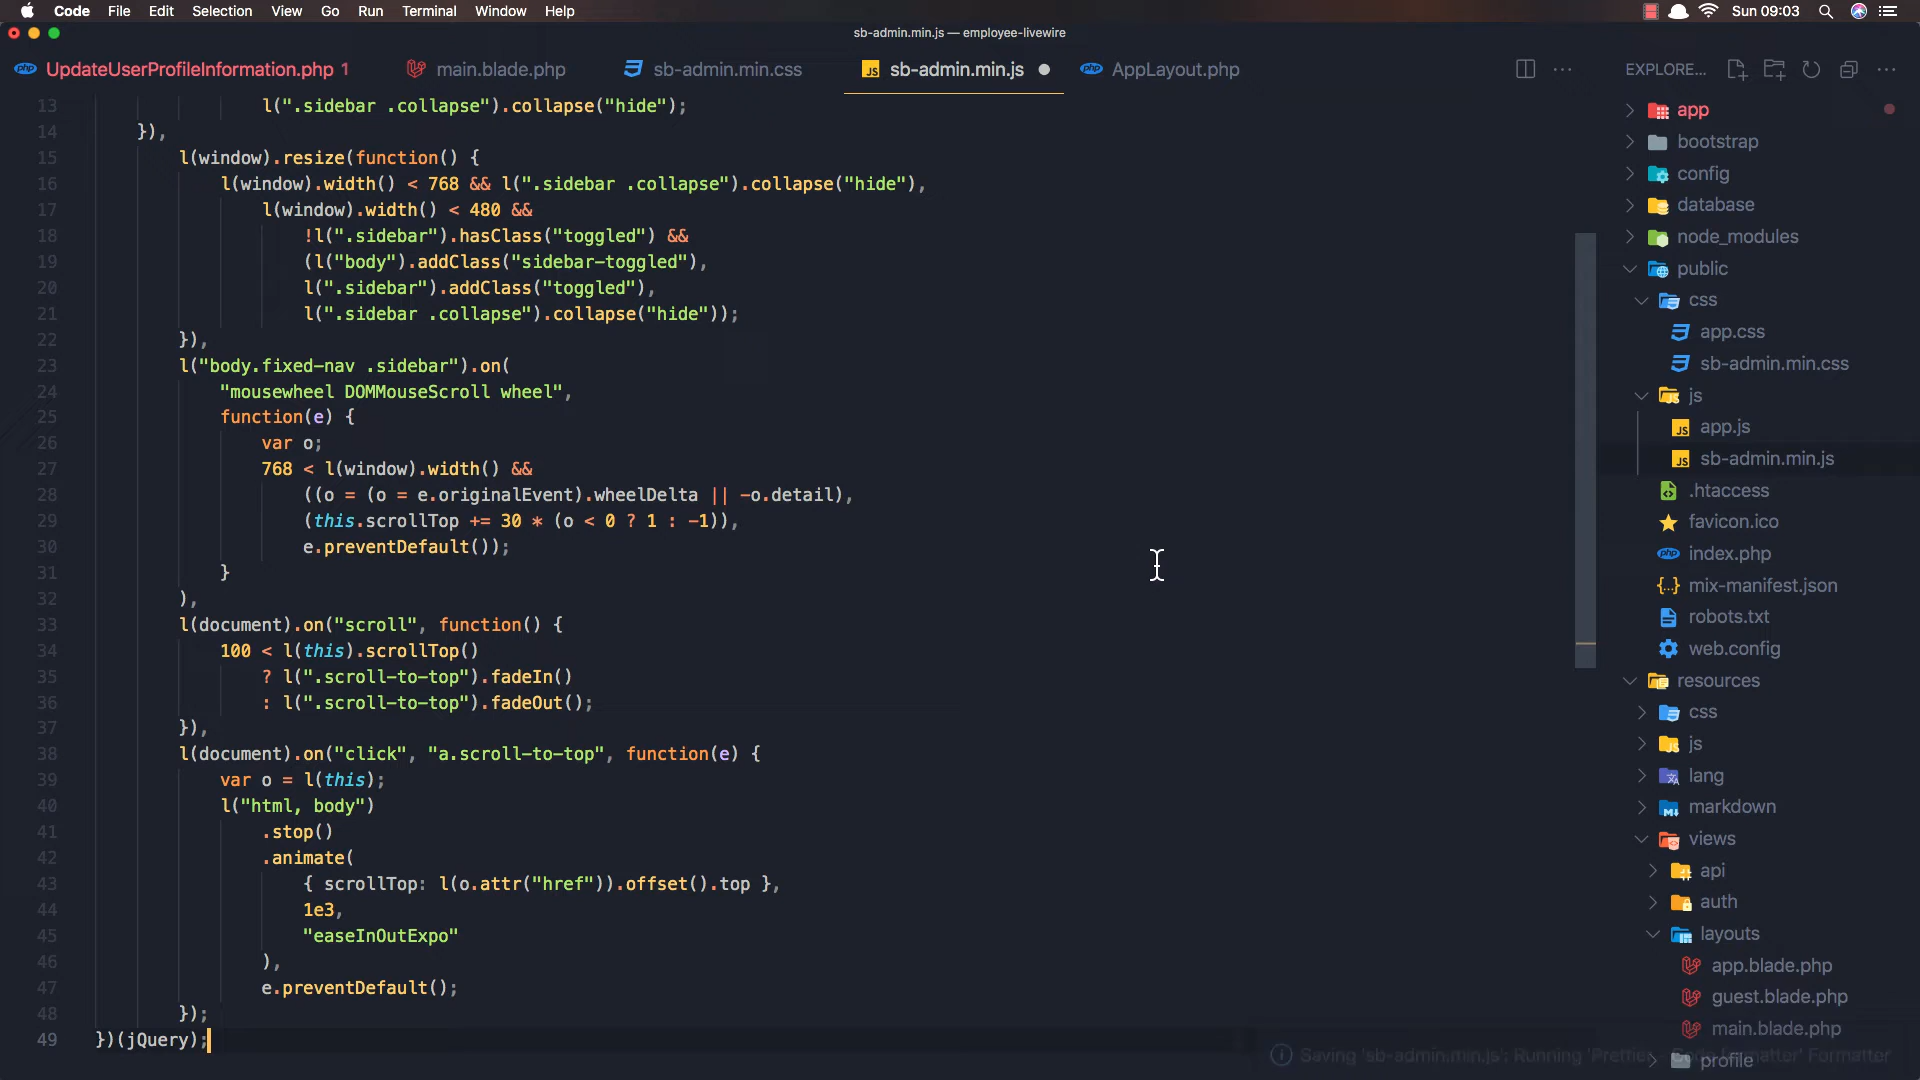 Code File Edit Selection View Go Run Terminal Window Help Sun 09:03
sb-admin.min.js — employee-livewire
UpdateUserProfileInformation.php 1 main.blade.php sb-admin.min.css sb-admin.min.js AppLayout.php
13 l(".sidebar .collapse").collapse("hide");
14 }),
15 l(window).resize(function() {
16 l(window).width() < 768 && l(".sidebar .collapse").collapse("hide"),
17 l(window).width() < 480 &&
18 !l(".sidebar").hasClass("toggled") &&
19 (l("body").addClass("sidebar-toggled"),
20 l(".sidebar").addClass("toggled"),
21 l(".sidebar .collapse").collapse("hide"));
22 }),
23 l("body.fixed-nav .sidebar").on(
24 "mousewheel DOMMouseScroll wheel",
25 function(e) {
26 var o;
27 768 < l(window).width() &&
28 ((o = (o = e.originalEvent).wheelDelta || -o.detail),
29 (this.scrollTop += 30 * (o < 0 ? 1 : -1)),
30 e.preventDefault());
31 }
32 ),
33 l(document).on("scroll", function() {
34 100 < l(this).scrollTop()
35 ? l(".scroll-to-top").fadeIn()
36 : l(".scroll-to-top").fadeOut();
37 }),
38 l(document).on("click", "a.scroll-to-top", function(e) {
39 var o = l(this);
40 l("html, body")
41 .stop()
42 .animate(
43 { scrollTop: l(o.attr("href")).offset().top },
44 1e3,
45 "easeInOutExpo"
46 ),
47 e.preventDefault();
48 });
49 })(jQuery);
EXPLORE...
app
bootstrap
config
database
node_modules
public
css
app.css
sb-admin.min.css
js
app.js
sb-admin.min.js
.htaccess
favicon.ico
index.php
mix-manifest.json
robots.txt
web.config
resources
css
js
lang
markdown
views
api
auth
layouts
app.blade.php
guest.blade.php
main.blade.php
profile
Saving 'sb-admin.min.js': Running 'Prettier - Code Formatter' Formatter